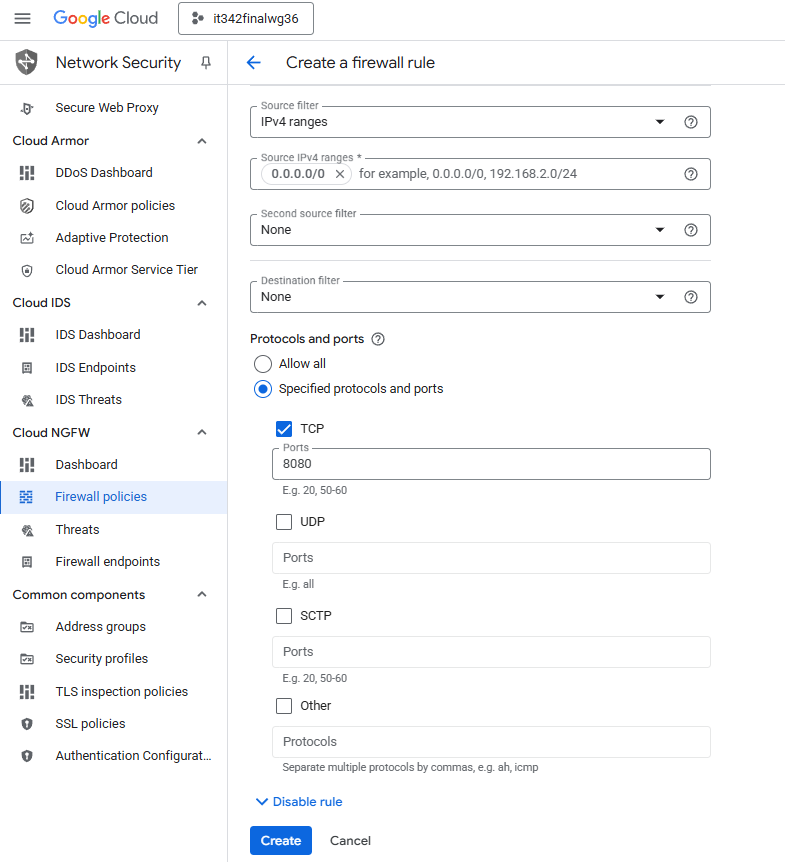 Google Cloud
it342finalwg36
Network Security
Create a firewall rule
Secure Web Proxy
Cloud Armor
DDoS Dashboard
Cloud Armor policies
Adaptive Protection
Cloud Armor Service Tier
Cloud IDS
IDS Dashboard
IDS Endpoints
IDS Threats
Cloud NGFW
Dashboard
Firewall policies
Threats
Firewall endpoints
Common components
Address groups
Security profiles
TLS inspection policies
SSL policies
Authentication Configurat...
Source filter
IPv4 ranges
Source IPv4 ranges *
0.0.0.0/0 for example, 0.0.0.0/0, 192.168.2.0/24
Second source filter
None
Destination filter
None
Protocols and ports
Allow all
Specified protocols and ports
TCP
Ports
8080
E.g. 20, 50-60
UDP
Ports
E.g. all
SCTP
Ports
E.g. 20, 50-60
Other
Protocols
Separate multiple protocols by commas, e.g. ah, icmp
Disable rule
Create Cancel